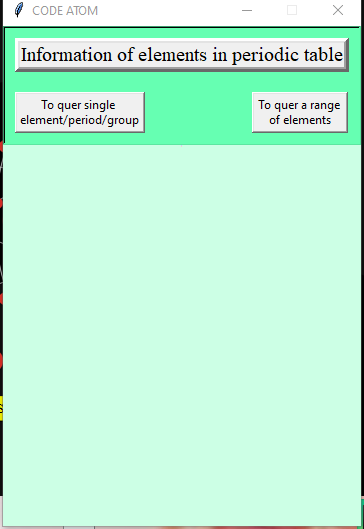 CODE ATOM
Information of elements in periodic table
To quer single
element/period/group
To quer a range
of elements